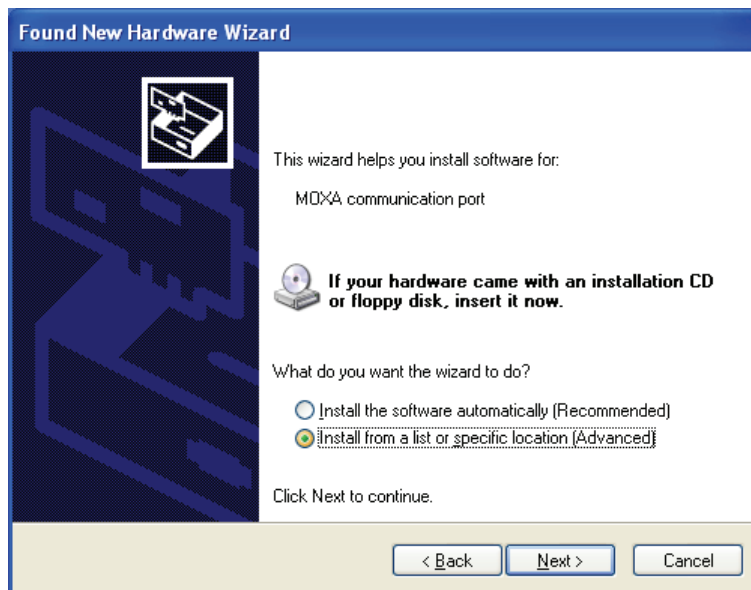 Found New Hardware Wizard
This wizard helps you install software for:
MOXA communication port
If your hardware came with an installation CD
or floppy disk, insert it now.
What do you want the wizard to do?
Install the software automatically (Recommended)
Install from a list or specific location (Advanced)
Click Next to continue.
< Back Next > Cancel